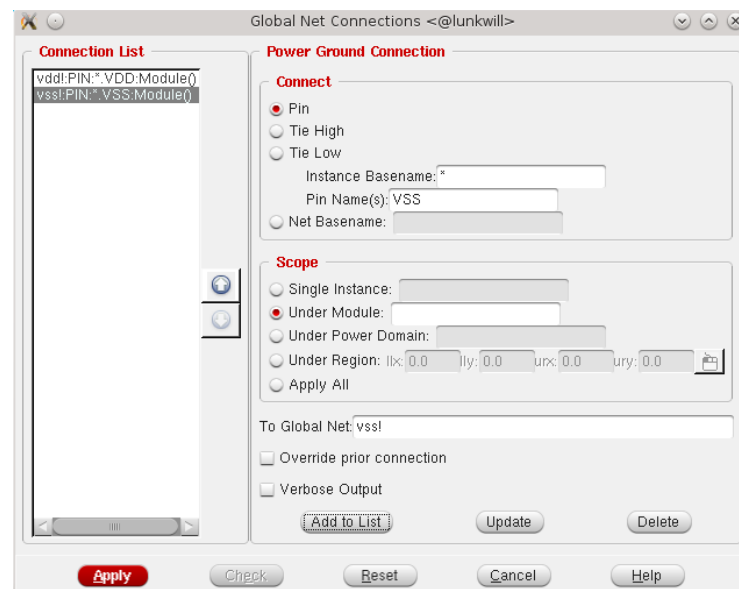 Global Net Connections <@lunkwill>
Connection List
vdd!:PIN:*.VDD:Module()
vss!:PIN:*.VSS:Module()
Power Ground Connection
Connect
Pin
Tie High
Tie Low
Instance Basename: *
Pin Name(s): VSS
Net Basename:
Scope
Single Instance:
Under Module:
Under Power Domain:
Under Region: llx: 0.0 lly: 0.0 urx: 0.0 ury: 0.0
Apply All
To Global Net: vss!
Override prior connection
Verbose Output
Add to List Update Delete
Apply Check Reset Cancel Help